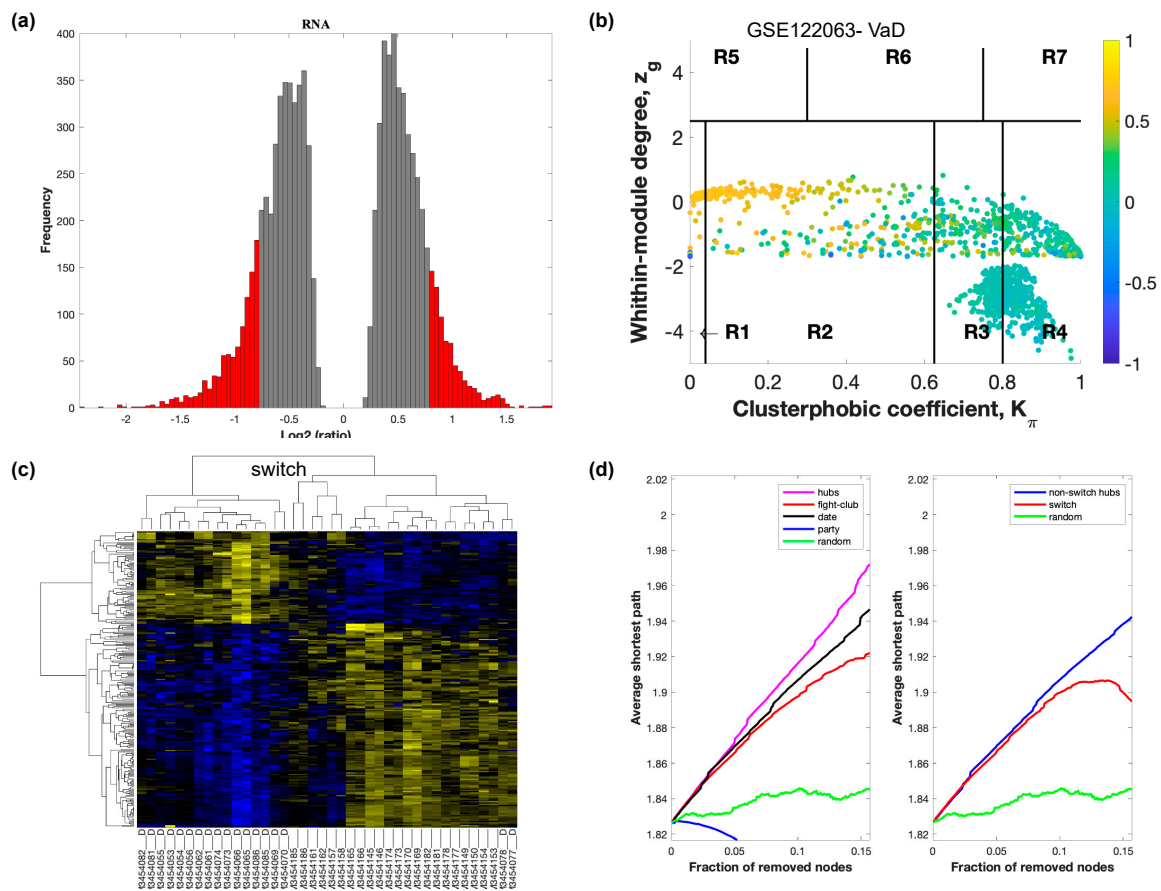 (a)
RNA
400
350
300
250
200
150
100
50
0
Frequency
-2
-1.5
-1
-0.5
0
0.5
1
1.5
Log2 (ratio)
(b)
GSE122063- VaD
R5
R6
R7
R1
R2
R3
R4
4
2
0
-2
-4
Whithin-module degree, z_g
0
0.2
0.4
0.6
0.8
1
Clusterphobic coefficient, K_π
1
0.5
0
-0.5
-1
(c)
switch
(d)
2.02
2
1.98
1.96
1.94
1.92
1.9
1.88
1.86
1.84
1.82
Average shortest path
hubs
fight-club
date
party
random
0
0.05
0.1
0.15
Fraction of removed nodes
2.02
2
1.98
1.96
1.94
1.92
1.9
1.88
1.86
1.84
1.82
Average shortest path
non-switch hubs
switch
random
0
0.05
0.1
0.15
Fraction of removed nodes